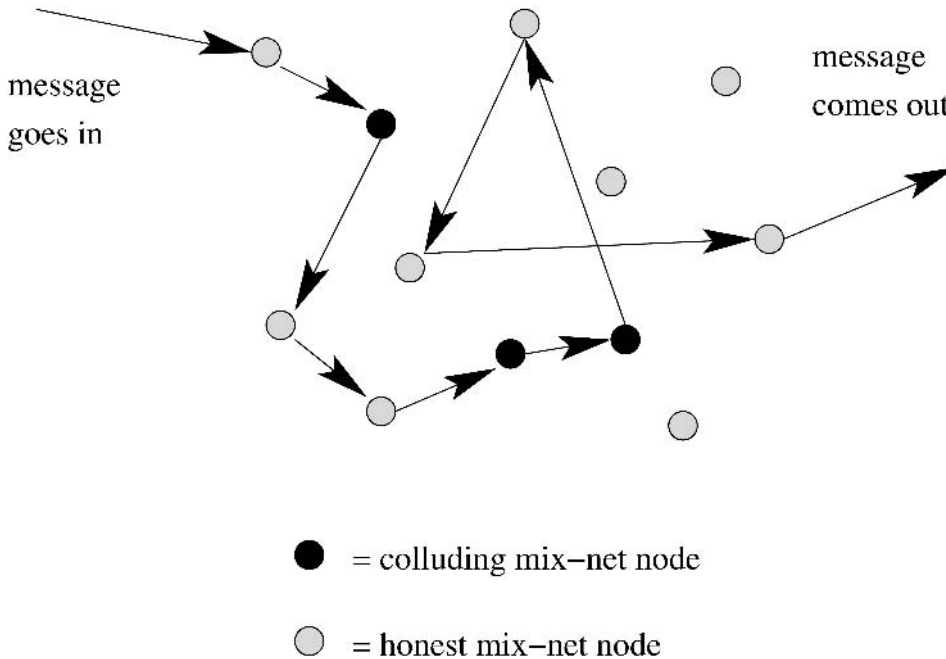 message
goes in
message
comes out
= colluding mix−net node
= honest mix−net node